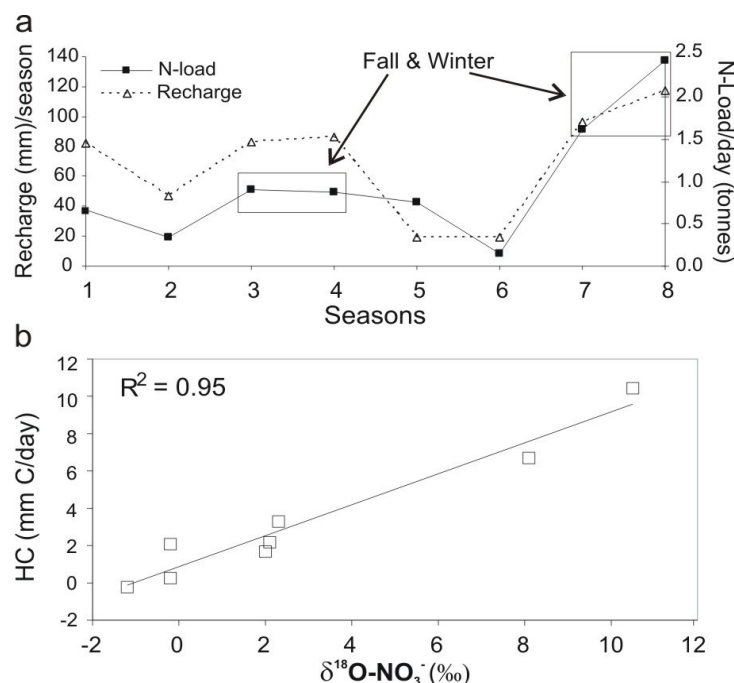 a
Recharge (mm)/season
140
120
100
80
60
40
20
0
N-load
Recharge
Fall & Winter
2.5
2.0
1.5
1.0
0.5
0.0
N-Load/day (tonnes)
1 2 3 4 5 6 7 8
Seasons
b
HC (mm C/day)
12
10
8
6
4
2
0
-2
R² = 0.95
-2 0 2 4 6 8 10 12
δ¹⁸O-NO₃⁻(‰)